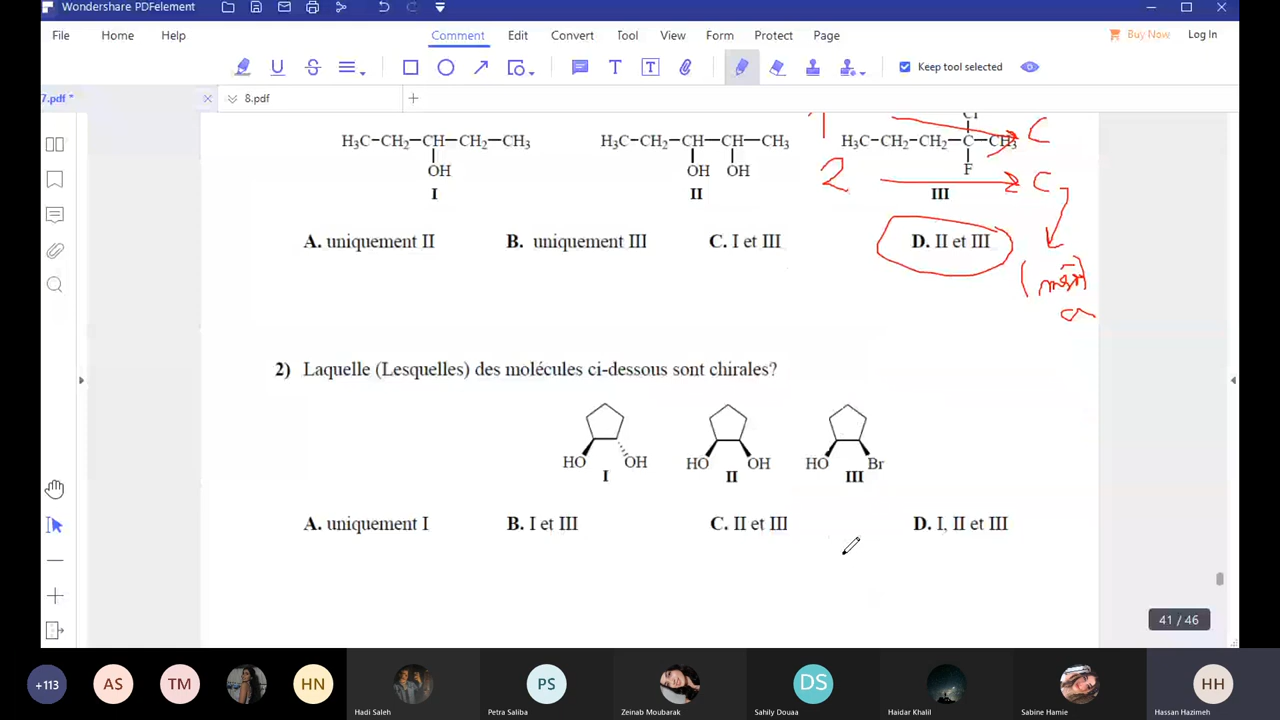 Wondershare PDFelement
File Home Help Comment Edit Convert Tool View Form Protect Page Buy Now Log In
Keep tool selected
7.pdf * 8.pdf
1 C
Cl
H₃C—CH₂—CH—CH₂—CH₃ H₃C—CH₂—CH—CH—CH₃ H₃C—CH₂—CH₂—C—CH₃
OH OH OH F
2 C
I II III
A. uniquement II B. uniquement III C. I et III D. II et III
2) Laquelle (Lesquelles) des molécules ci-dessous sont chirales?
HO OH HO OH HO Br
I II III
A. uniquement I B. I et III C. II et III D. I, II et III
41 / 46
+113 AS TM HN PS DS HH
Hadi Saleh Petra Saliba Zeinab Moubarak Sahily Douaa Haidar Khalil Sabine Hamie Hassan Hazimeh